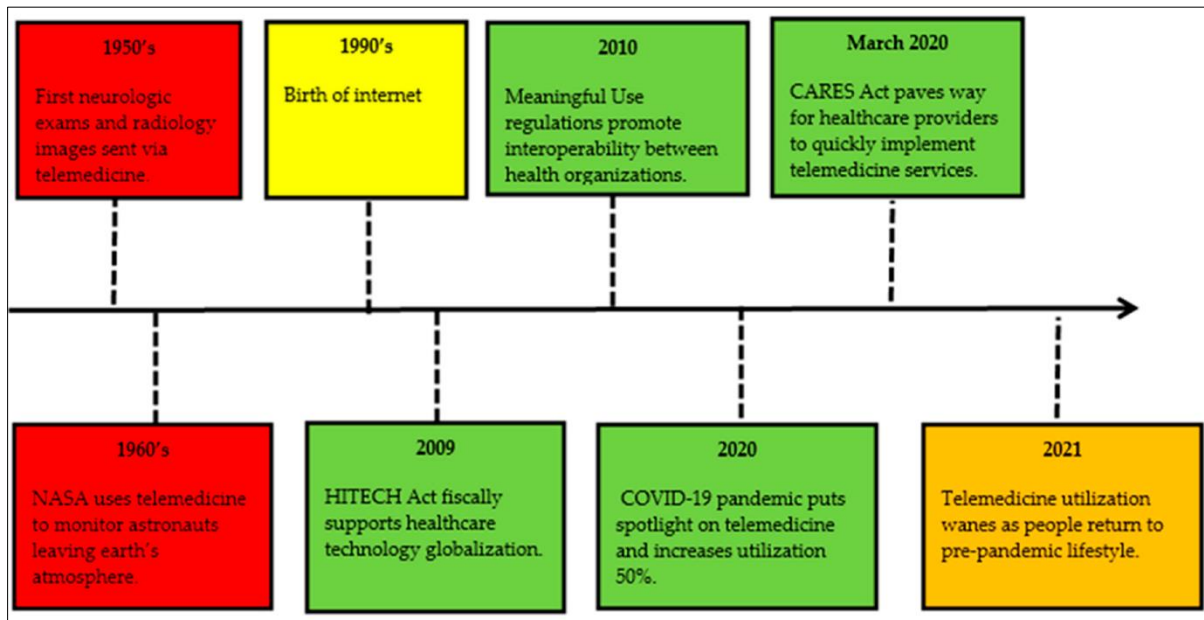 1950’s
First neurologic
exams and radiology
images sent via
telemedicine.
1990’s
Birth of internet
2010
Meaningful Use
regulations promote
interoperability between
health organizations.
March 2020
CARES Act paves way
for healthcare providers
to quickly implement
telemedicine services.
1960’s
NASA uses telemedicine
to monitor astronauts
leaving earth’s
atmosphere.
2009
HITECH Act fiscally
supports healthcare
technology globalization.
2020
COVID-19 pandemic puts
spotlight on telemedicine
and increases utilization
50%.
2021
Telemedicine utilization
wanes as people return to
pre-pandemic lifestyle.